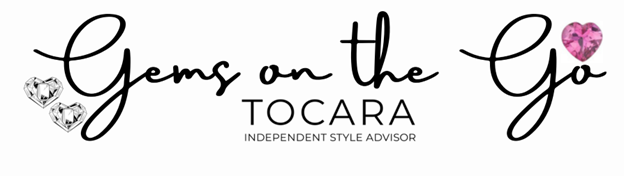 Gems on the Go
TOCARA
INDEPENDENT STYLE ADVISOR